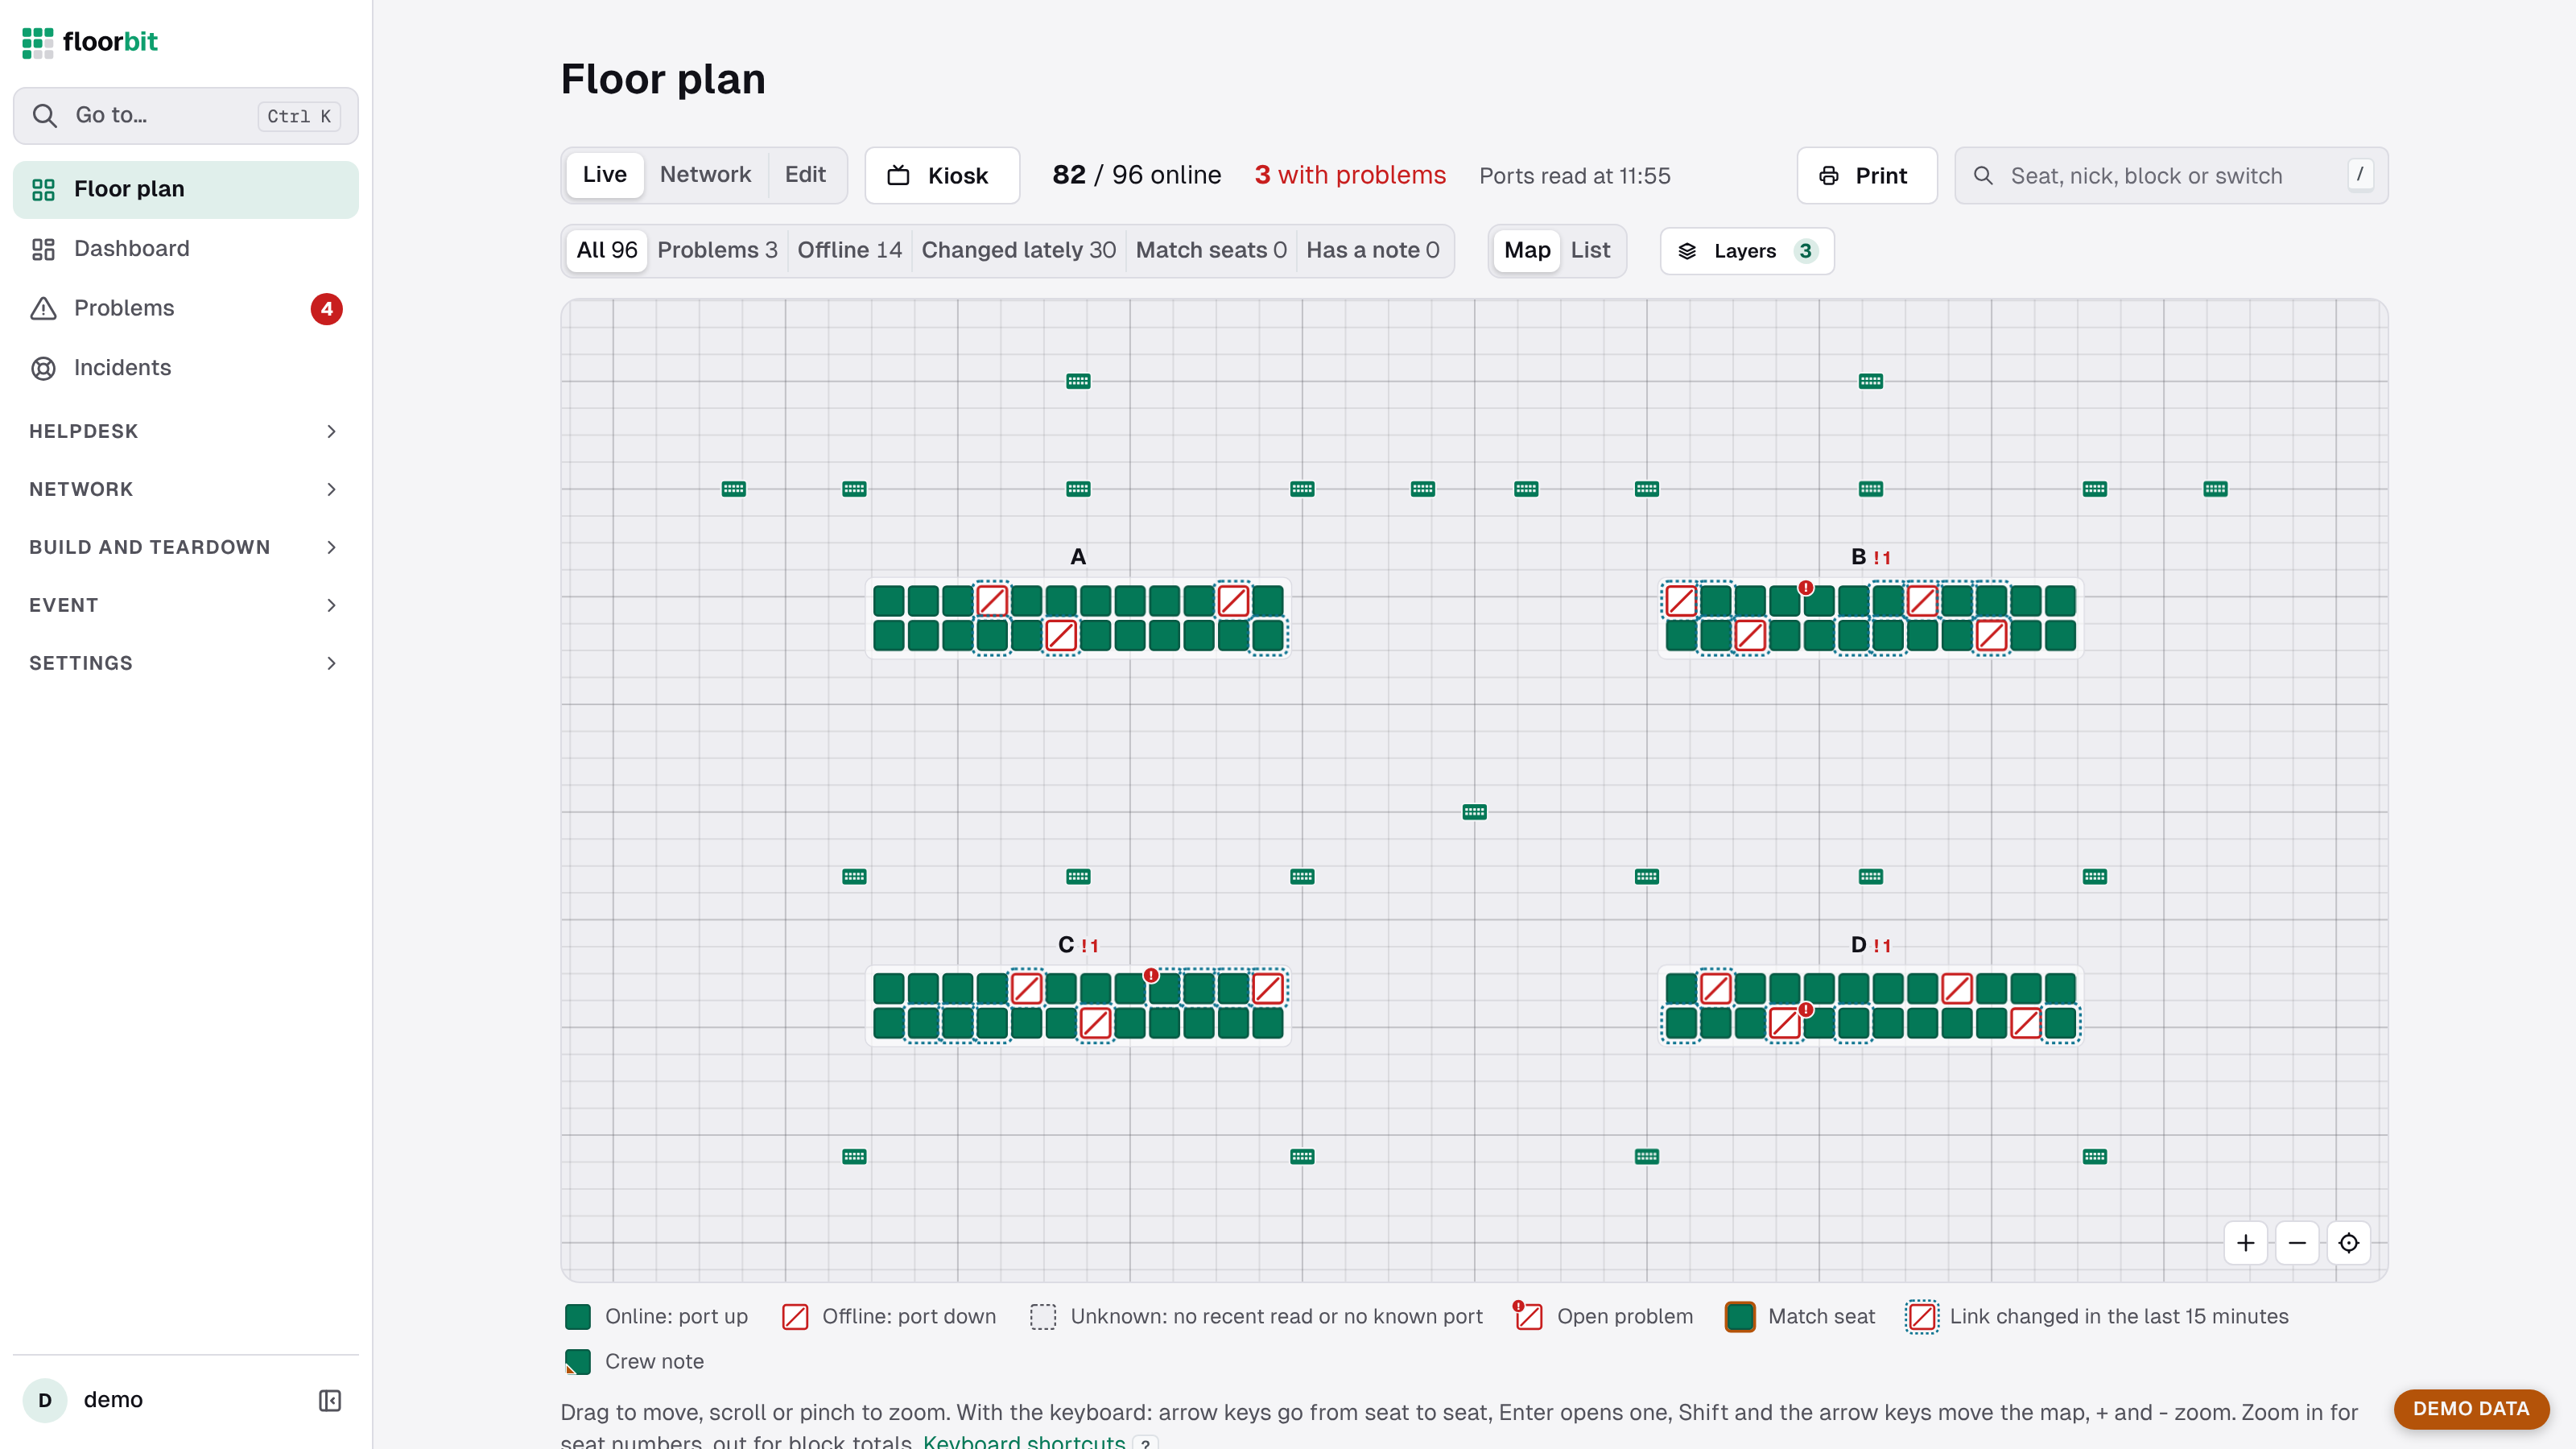 floorbit
Go to...
Ctrl K
Floor plan
Dashboard
Problems
4
Incidents
HELPDESK
NETWORK
BUILD AND TEARDOWN
EVENT
SETTINGS
D demo
Floor plan
Live Network Edit Kiosk 82 / 96 online 3 with problems Ports read at 11:55 Print Seat, nick, block or switch /
All 96 Problems 3 Offline 14 Changed lately 30 Match seats 0 Has a note 0 Map List Layers 3
A
B !1
!
C !1
!
D !1
!
+ −
Online: port up Offline: port down Unknown: no recent read or no known port ! Open problem Match seat Link changed in the last 15 minutes
Crew note
Drag to move, scroll or pinch to zoom. With the keyboard: arrow keys go from seat to seat, Enter opens one, Shift and the arrow keys move the map, + and - zoom. Zoom in for
seat numbers, out for block totals. Keyboard shortcuts ?
DEMO DATA